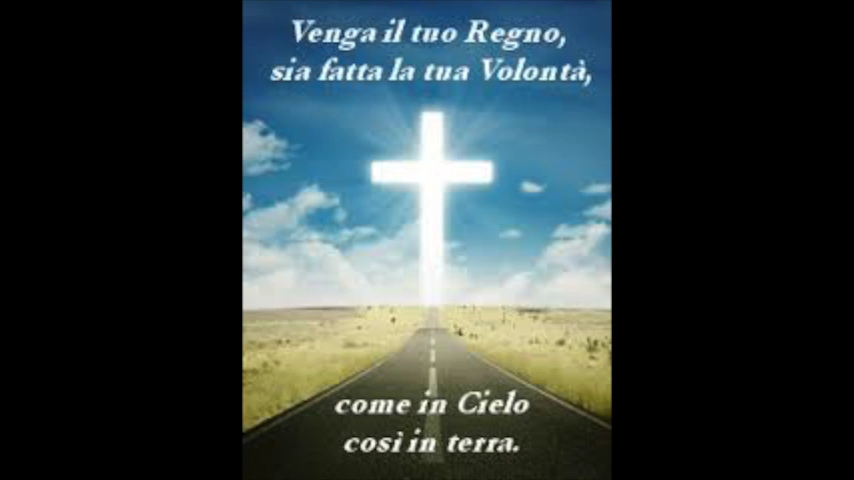 Venga il tuo Regno,
sia fatta la tua Volontà,
come in Cielo
così in terra.